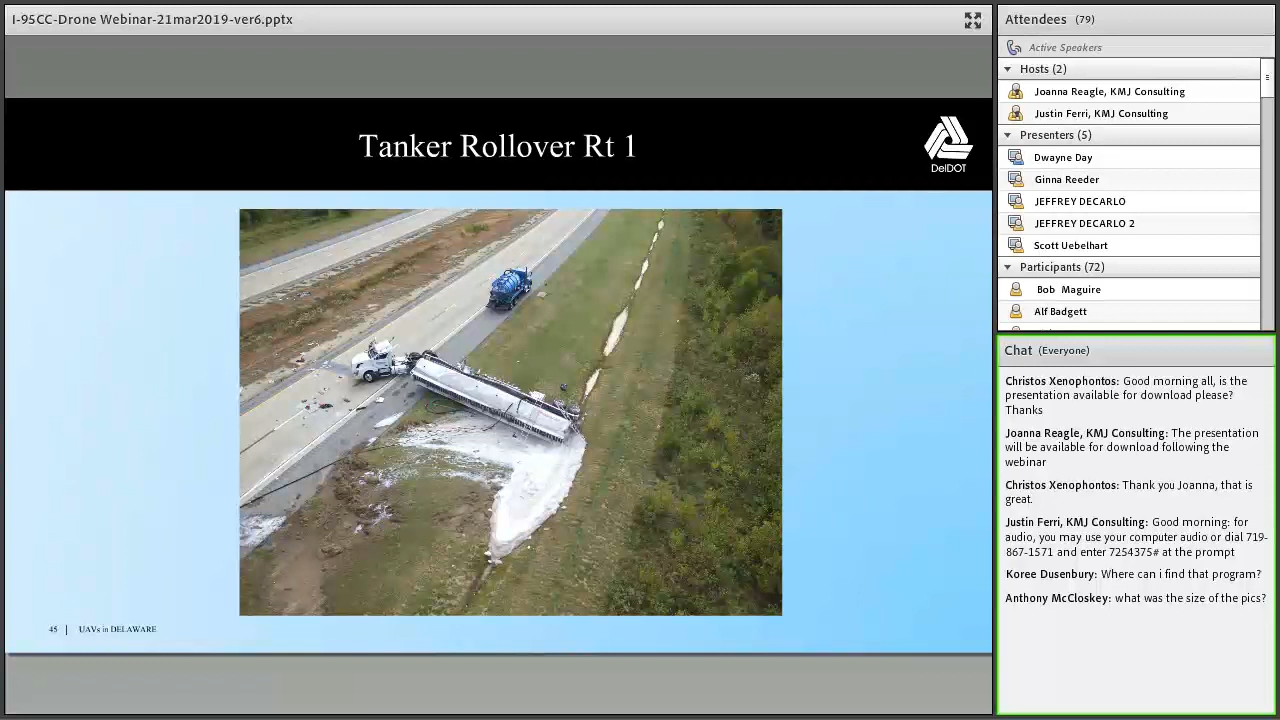 I-95CC-Drone Webinar-21mar2019-ver6.pptx
Tanker Rollover Rt 1
DelDOT
45 | UAVs in DELAWARE
Attendees (79)
Active Speakers
Hosts (2)
Joanna Reagle, KMJ Consulting
Justin Ferri, KMJ Consulting
Presenters (5)
Dwayne Day
Ginna Reeder
JEFFREY DECARLO
JEFFREY DECARLO 2
Scott Uebelhart
Participants (72)
Bob Maguire
Alf Badgett
Chat (Everyone)
Christos Xenophontos: Good morning all, is the
presentation available for download please?
Thanks
Joanna Reagle, KMJ Consulting: The presentation
will be available for download following the
webinar
Christos Xenophontos: Thank you Joanna, that is
great.
Justin Ferri, KMJ Consulting: Good morning: for
audio, you may use your computer audio or dial 719-
867-1571 and enter 7254375# at the prompt
Koree Dusenbury: Where can i find that program?
Anthony McCloskey: what was the size of the pics?